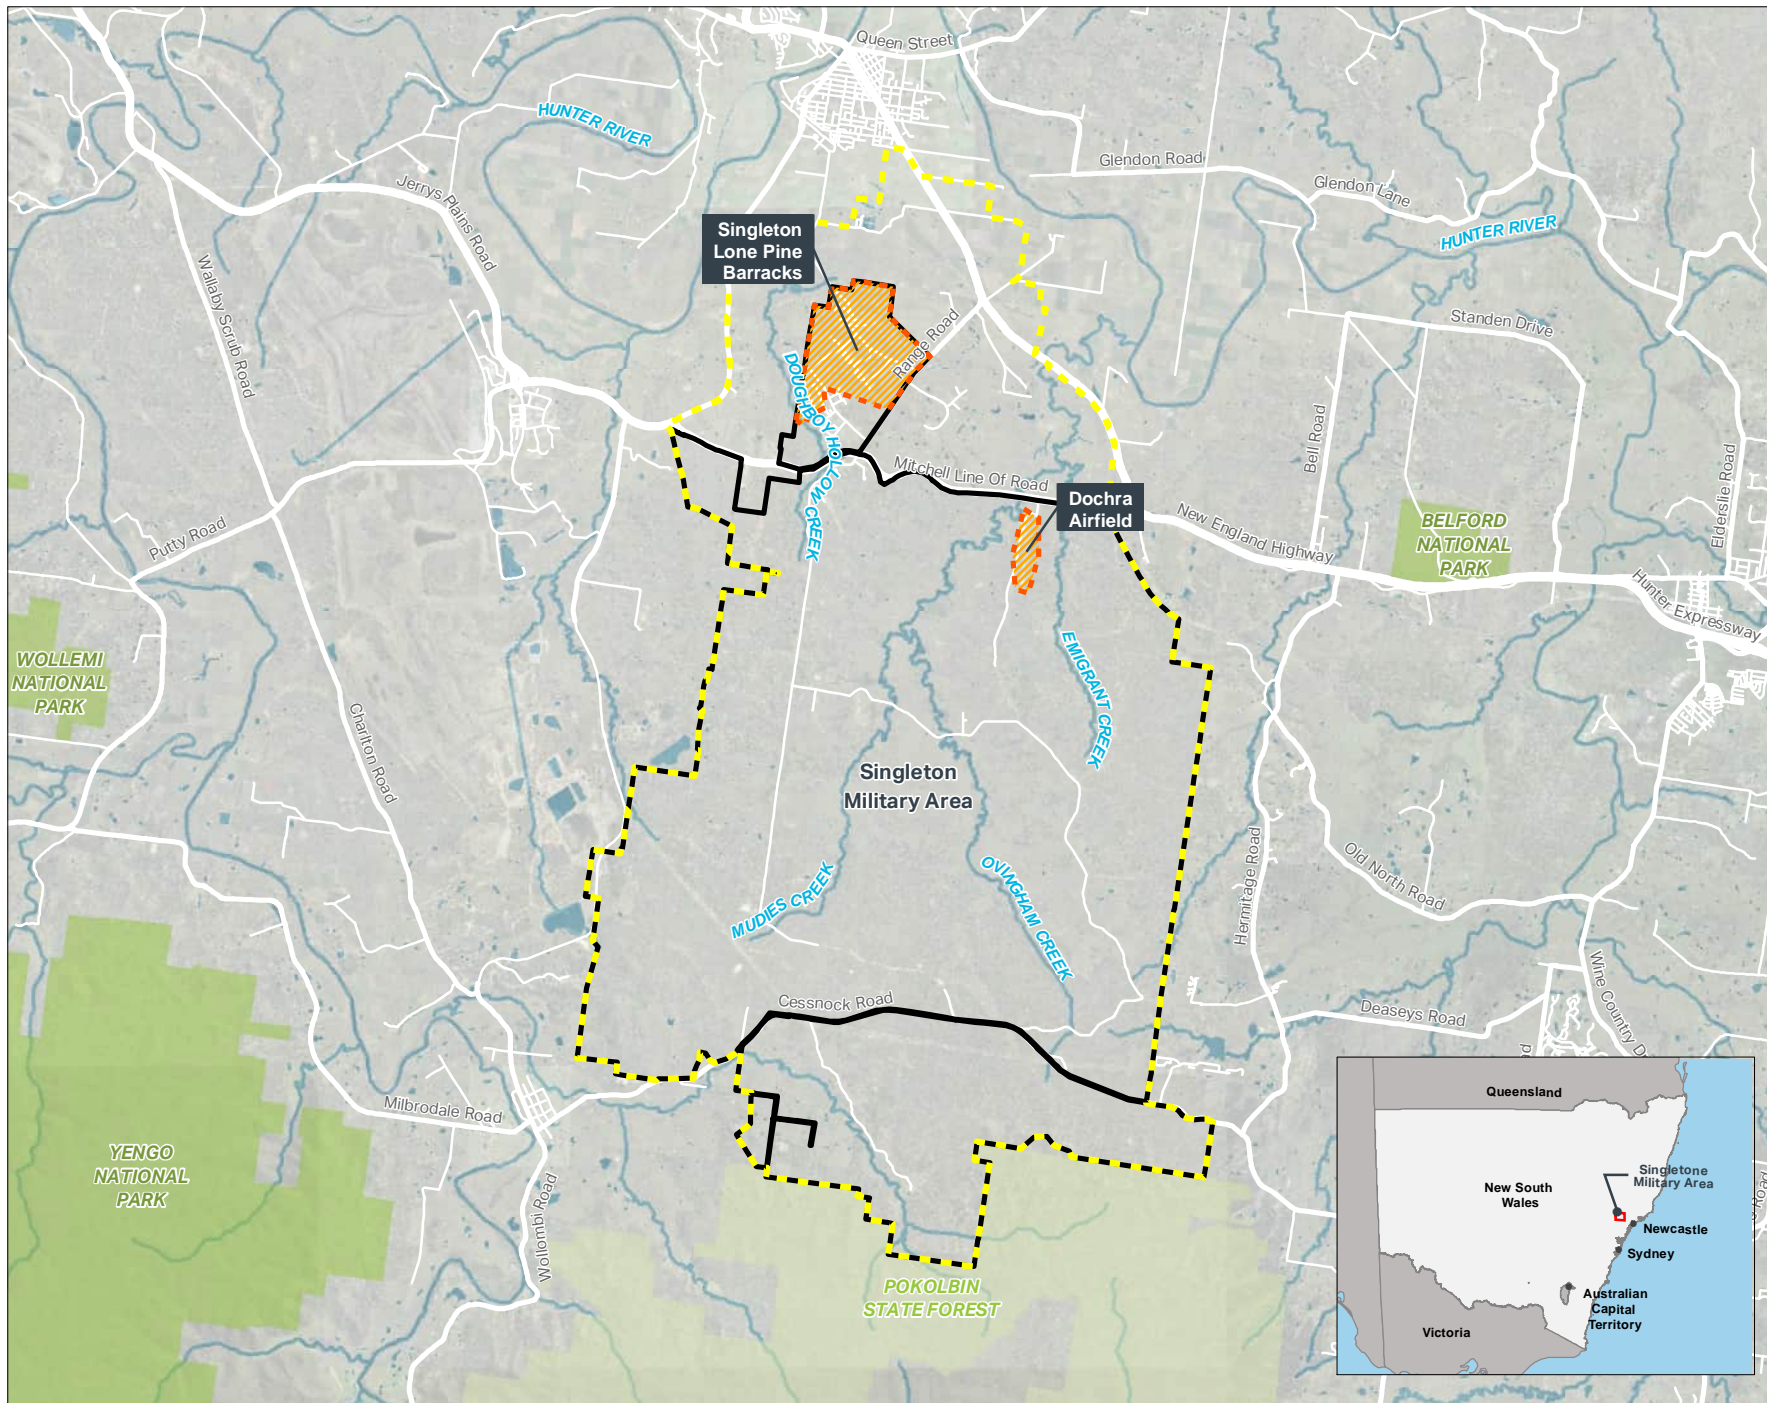 Queen Street
HUNTER RIVER
Glendon Road
Glendon Lane
HUNTER RIVER
Jerrys Plains Road
Singleton
Lone Pine
Barracks
Wallaby Scrub Road
Range Road
Standen Drive
DOUGHBOY HOLLOW CREEK
Bell Road
Elderslie Road
Mitchell Line Of Road
Dochra
Airfield
New England Highway
BELFORD
NATIONAL
PARK
Putty Road
Hunter Expressway
WOLLEMI
NATIONAL
PARK
EMIGRANT CREEK
Charlton Road
Singleton
Military Area
MUDIES CREEK
OVINGHAM CREEK
Hermitage Road
Old North Road
Cessnock Road
Deaseys Road
Wine Country D
Milbrodale Road
YENGO
NATIONAL
PARK
Wollombi Road
POKOLBIN
STATE FOREST
Queensland
New South
Wales
Singletone
Military Area
Newcastle
Sydney
Australian
Capital
Territory
Victoria